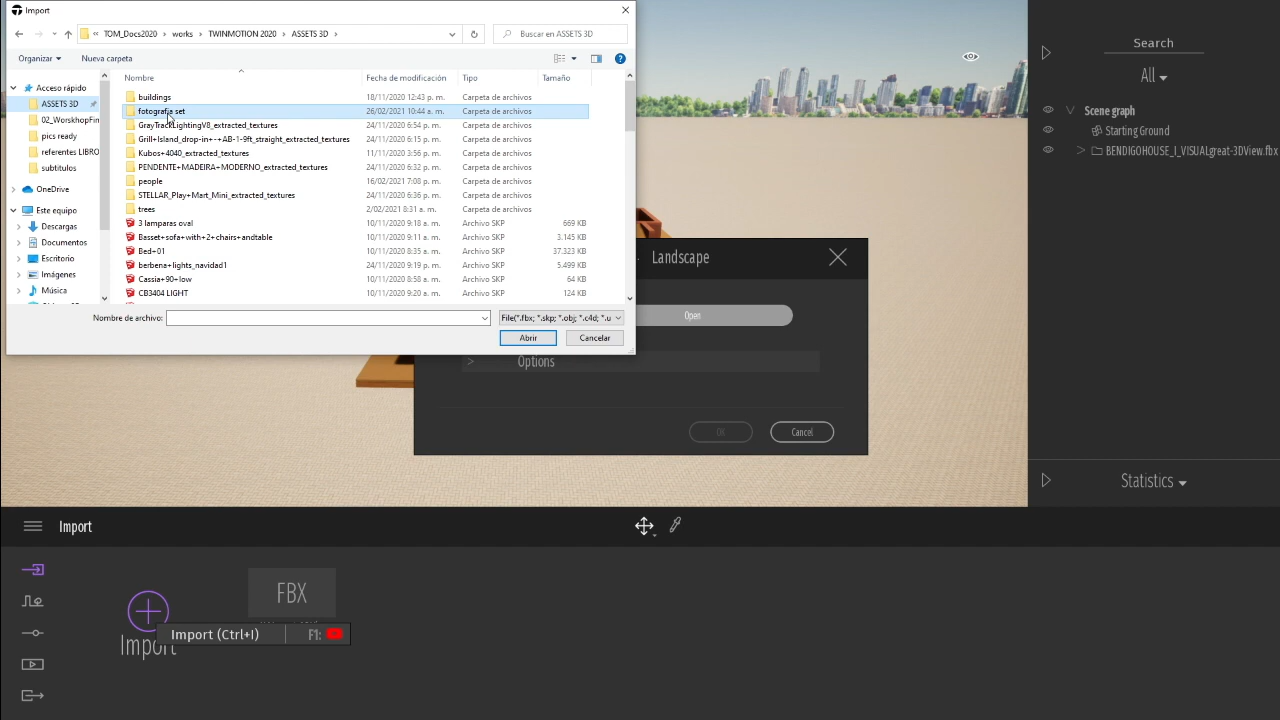 Import
« TOM_Docs2020 › works › TWINMOTION 2020 › ASSETS 3D ›
Buscar en ASSETS 3D
Organizar
Nueva carpeta
Nombre
Fecha de modificación
Tipo
Tamaño
Acceso rápido
ASSETS 3D
02_WorskhopFin
pics ready
referentes LIBRO
subtitulos
OneDrive
Este equipo
Descargas
Documentos
Escritorio
Imágenes
Música
buildings 18/11/2020 12:43 p. m. Carpeta de archivos
fotografia set 26/02/2021 10:44 a. m. Carpeta de archivos
GrayTrackLightingV8_extracted_textures 24/11/2020 6:54 p. m. Carpeta de archivos
Grill+Island_drop-in+-+AB-1-9ft_straight_extracted_textures 24/11/2020 6:15 p. m. Carpeta de archivos
Kubos+4040_extracted_textures 11/11/2020 3:56 p. m. Carpeta de archivos
PENDENTE+MADEIRA+MODERNO_extracted_textures 24/11/2020 6:32 p. m. Carpeta de archivos
people 16/02/2021 7:08 p. m. Carpeta de archivos
STELLAR_Play+Mart_Mini_extracted_textures 24/11/2020 6:36 p. m. Carpeta de archivos
trees 2/02/2021 8:31 a. m. Carpeta de archivos
3 lamparas oval 10/11/2020 9:18 a. m. Archivo SKP 669 KB
Basset+sofa+with+2+chairs+andtable 10/11/2020 9:11 a. m. Archivo SKP 3.145 KB
Bed+01 10/11/2020 8:35 a. m. Archivo SKP 37.323 KB
berbena+lights_navidad1 24/11/2020 9:19 p. m. Archivo SKP 5.499 KB
Cassia+90+low 10/11/2020 8:58 a. m. Archivo SKP 64 KB
CB3404 LIGHT 10/11/2020 9:20 a. m. Archivo SKP 124 KB
Nombre de archivo:
File(*.fbx; *.skp; *.obj; *.c4d; *.u
Abrir
Cancelar
Landscape
Open
> Options
OK
Cancel
Search
All
Scene graph
Starting Ground
BENDIGOHOUSE_I_VISUALgreat-3DView.fbx
Statistics
Import
FBX
Import (Ctrl+I) F1:
Import